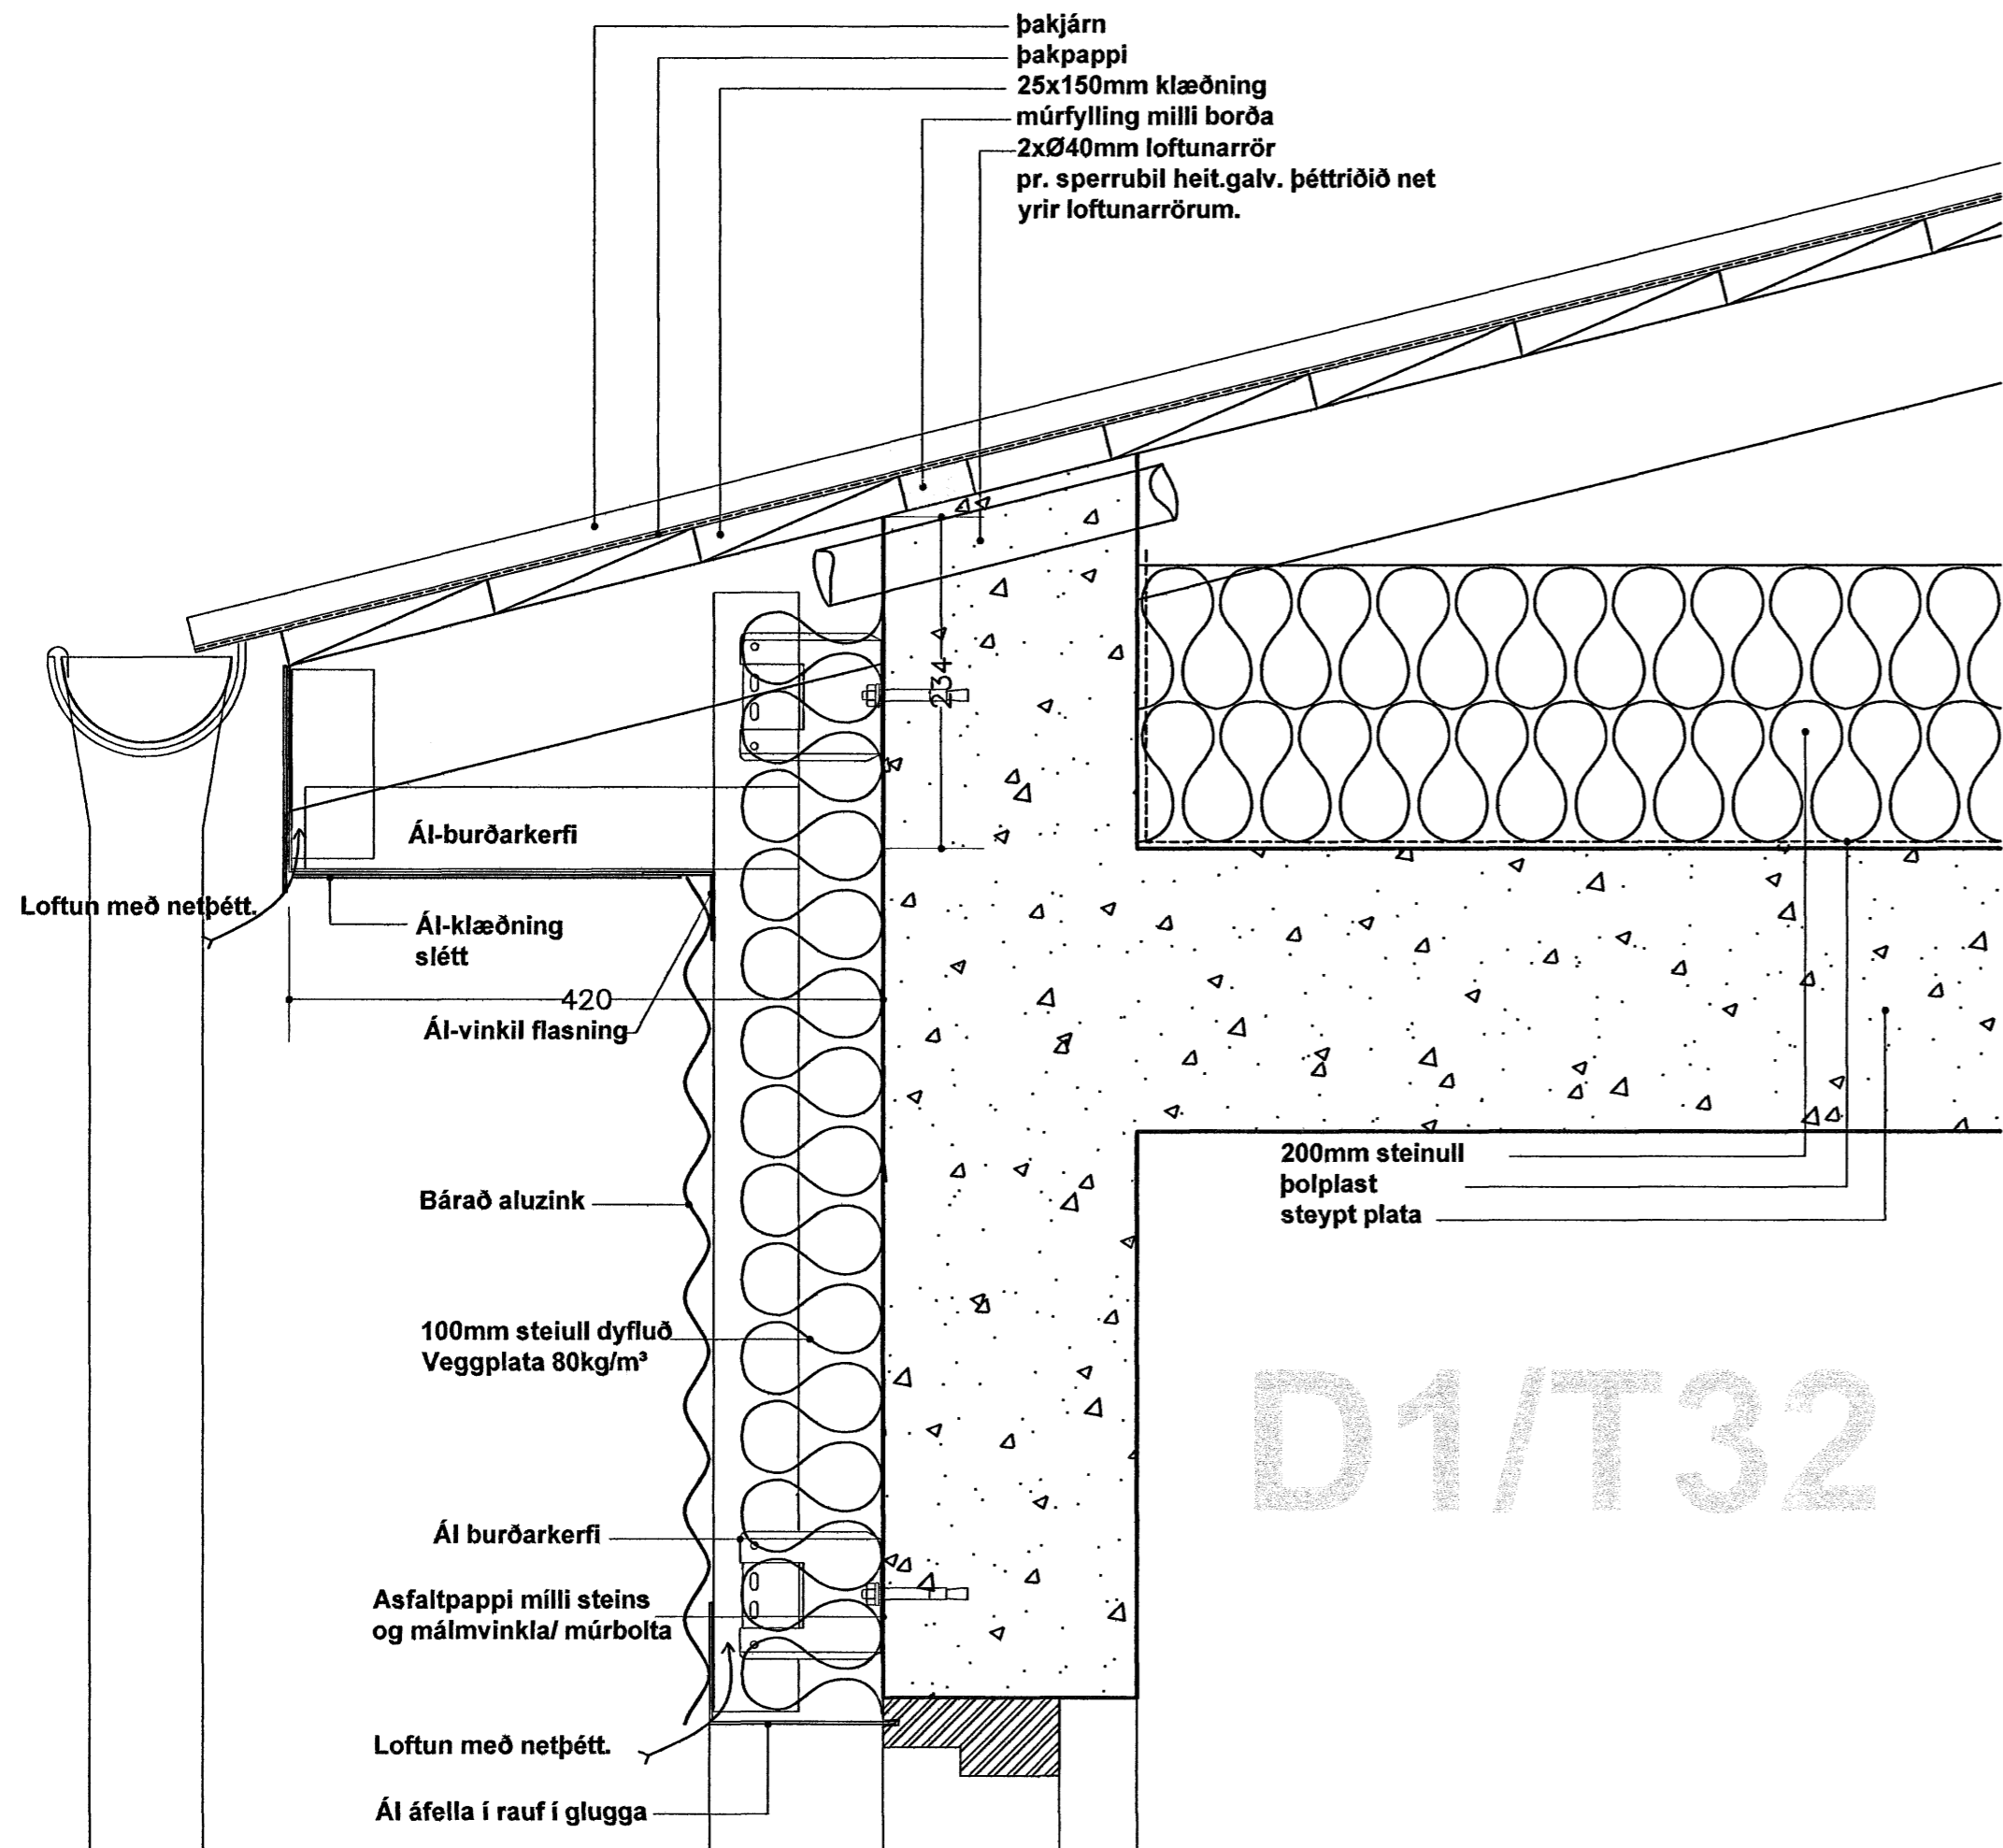 þakjárn
þakpappi
25x150mm klæðning
múrfylling milli borða
2xØ40mm loftunarrör
pr. sperrubil heit.galv. þéttriðið net
yrir loftunarrörum.
234
Ál-burðarkerfi
Loftun með netþétt.
Ál-klæðning
slétt
420
Ál-vinkil flasning
200mm steinull
þolplast
steypt plata
Bárað aluzink
100mm steiull dyfluð
Veggplata 80kg/m³
D1/T32
Ál burðarkerfi
Asfaltpappi mílli steins
og málmvinkla/ múrbolta
Loftun með netþétt.
Ál áfella í rauf í glugga